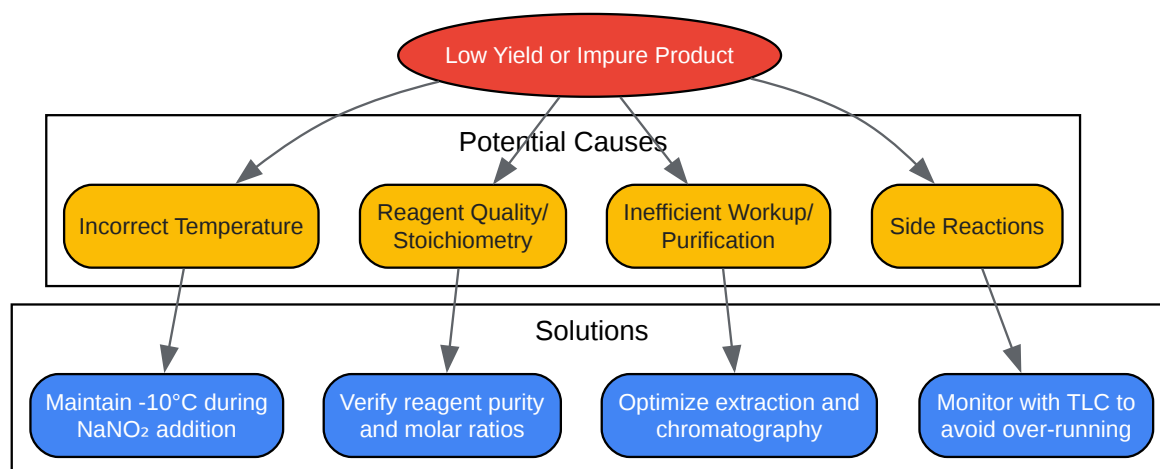 Low Yield or Impure Product
Potential Causes
Incorrect Temperature
Reagent Quality/
Stoichiometry
Inefficient Workup/
Purification
Side Reactions
Solutions
Maintain -10°C during
NaNO₂ addition
Verify reagent purity
and molar ratios
Optimize extraction and
chromatography
Monitor with TLC to
avoid over-running